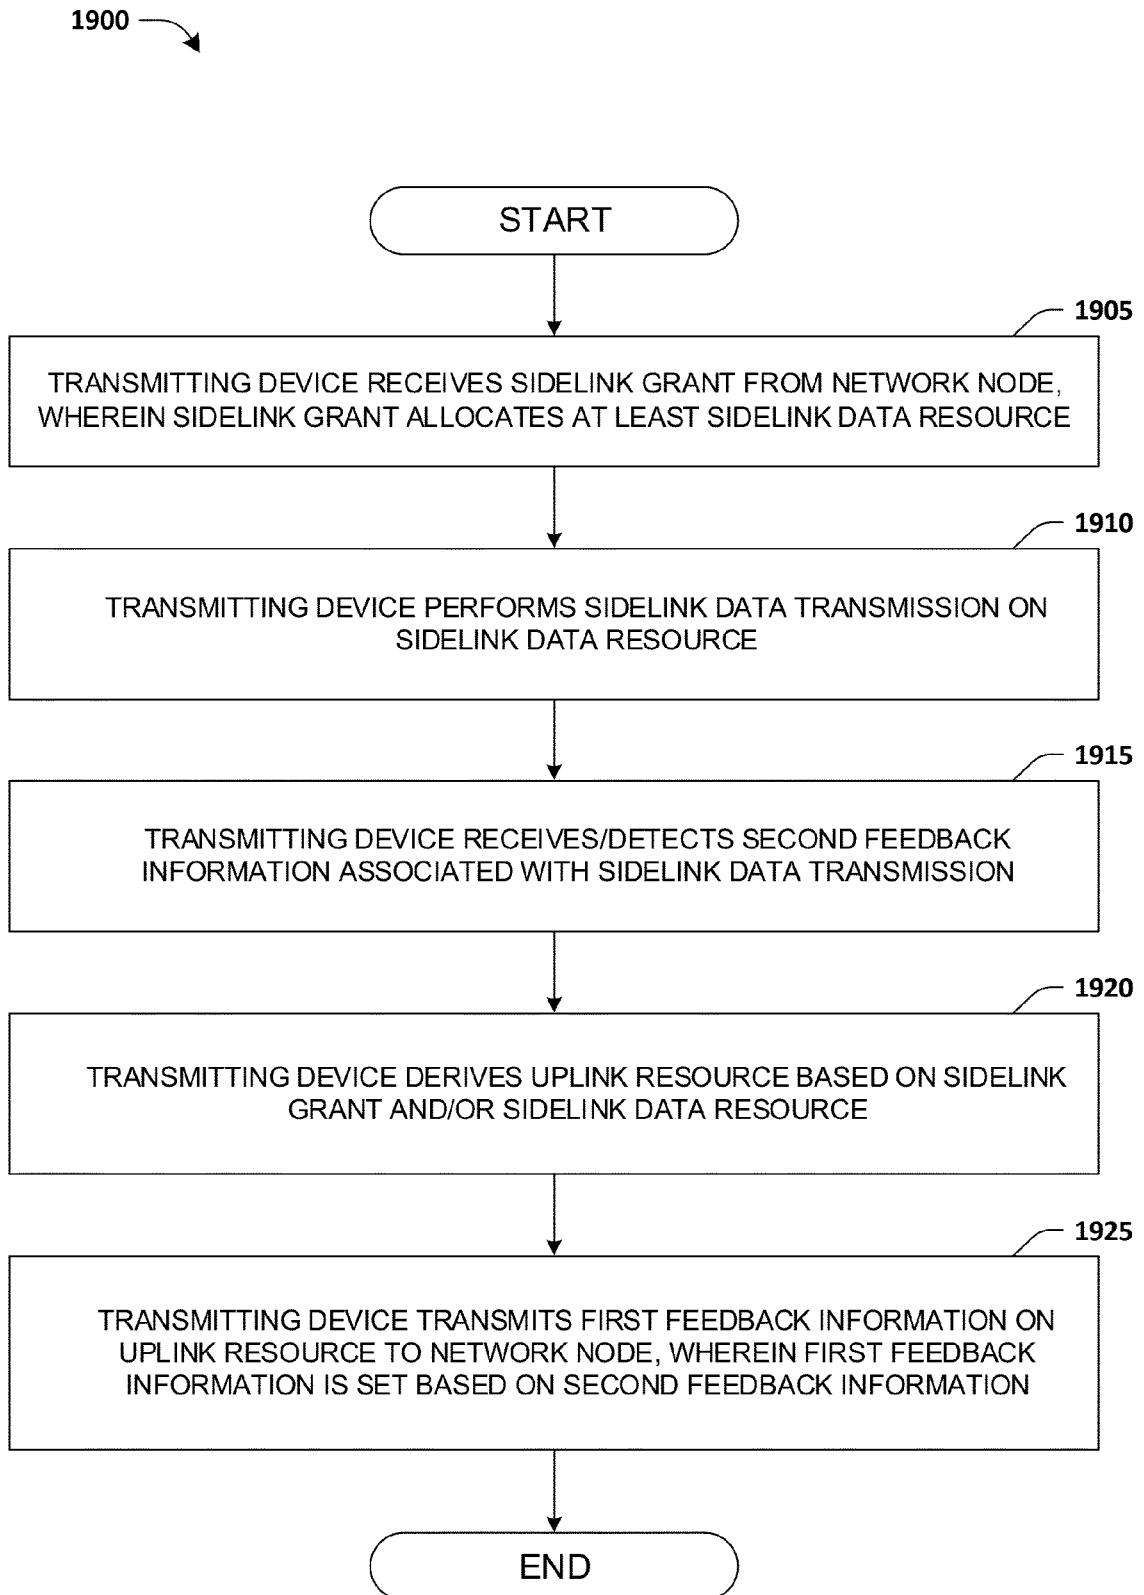 1900
START
1905
TRANSMITTING DEVICE RECEIVES SIDELINK GRANT FROM NETWORK NODE,
WHEREIN SIDELINK GRANT ALLOCATES AT LEAST SIDELINK DATA RESOURCE
1910
TRANSMITTING DEVICE PERFORMS SIDELINK DATA TRANSMISSION ON
SIDELINK DATA RESOURCE
1915
TRANSMITTING DEVICE RECEIVES/DETECTS SECOND FEEDBACK
INFORMATION ASSOCIATED WITH SIDELINK DATA TRANSMISSION
1920
TRANSMITTING DEVICE DERIVES UPLINK RESOURCE BASED ON SIDELINK
GRANT AND/OR SIDELINK DATA RESOURCE
1925
TRANSMITTING DEVICE TRANSMITS FIRST FEEDBACK INFORMATION ON
UPLINK RESOURCE TO NETWORK NODE, WHEREIN FIRST FEEDBACK
INFORMATION IS SET BASED ON SECOND FEEDBACK INFORMATION
END